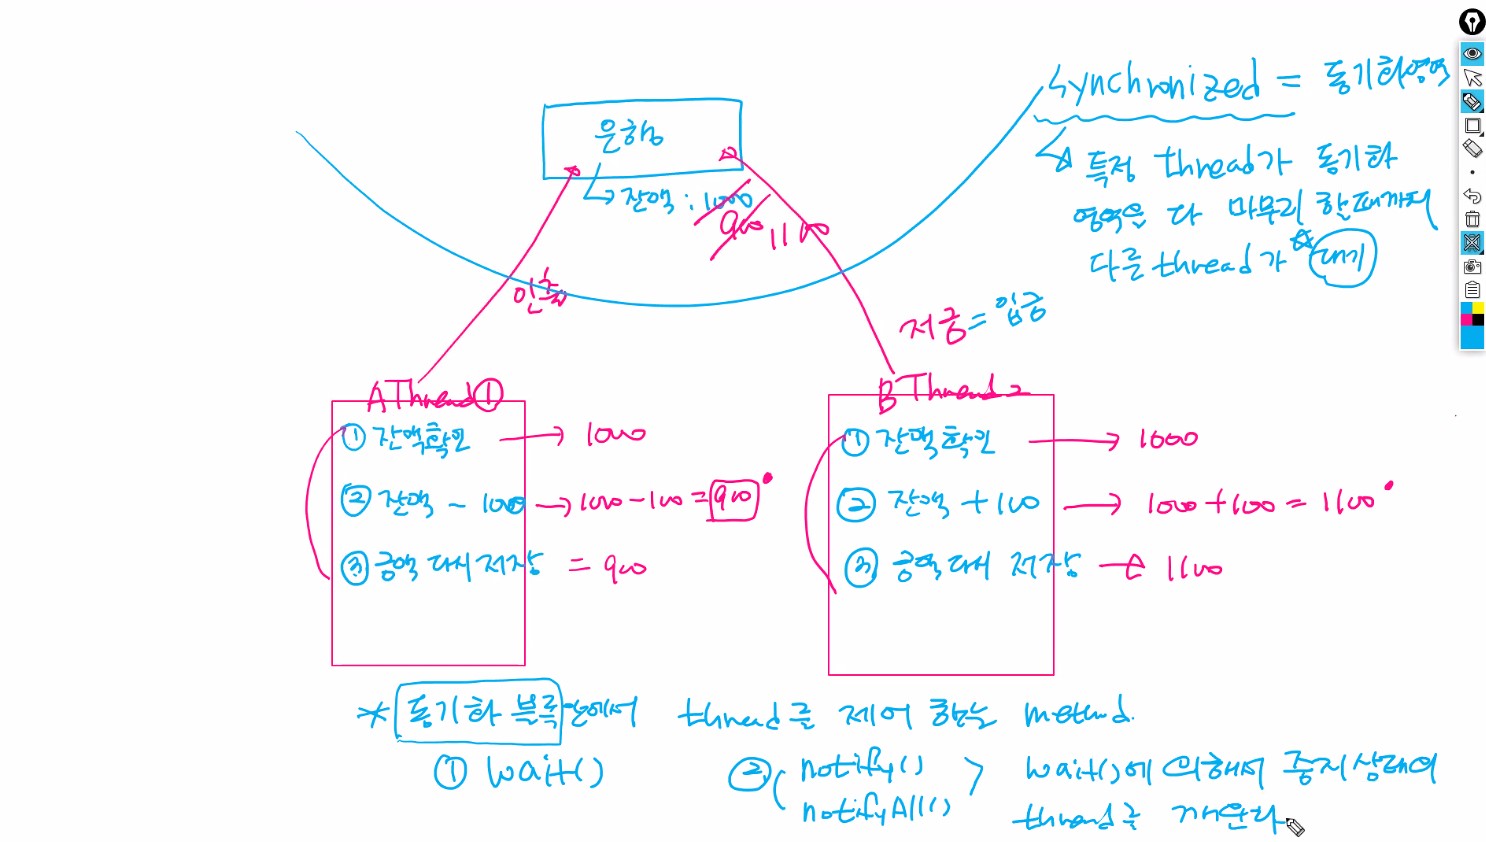 synchronized = 동기화영역
은행
특정 thread가 동기화
영역을 다 마무리 할때까지
다른 thread가 대기
잔액 : 1000
900 1100
인출
저금 = 입금
A Thread ①
① 잔액확인 → 1000
② 잔액 - 100 → 1000 - 100 = 900
③ 금액 다시 저장 = 900
B Thread 2
① 잔액 확인 → 1000
② 잔액 + 100 → 1000 + 100 = 1100
③ 금액 다시 저장 1100
* 동기화 블록안에서 thread를 제어 하는 method.
① wait()
② notify()
notifyAll()
> wait()에 의해서 중지상태의
thread를 깨운다